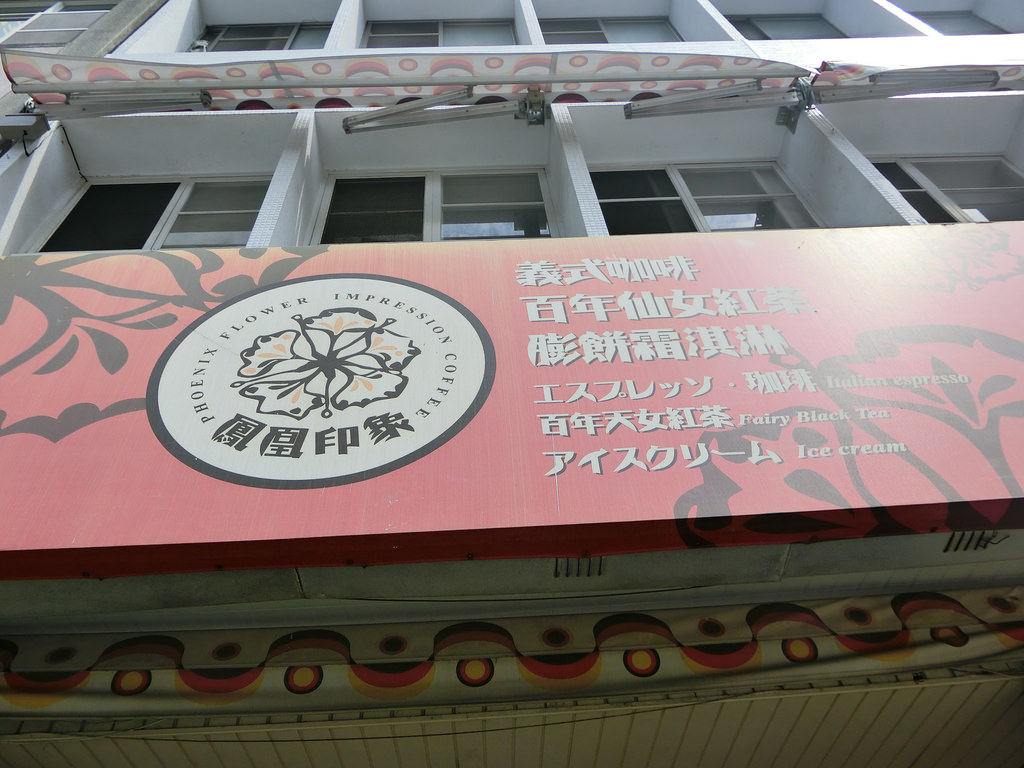 PHOENIX FLOWER IMPRESSION COFFEE
鳳凰印象
義式咖啡
百年仙女紅茶
膨餅霜淇淋
エスプレッソ・珈琲 Italian espresso
百年天女紅茶 Fairy Black Tea
アイスクリーム Ice cream